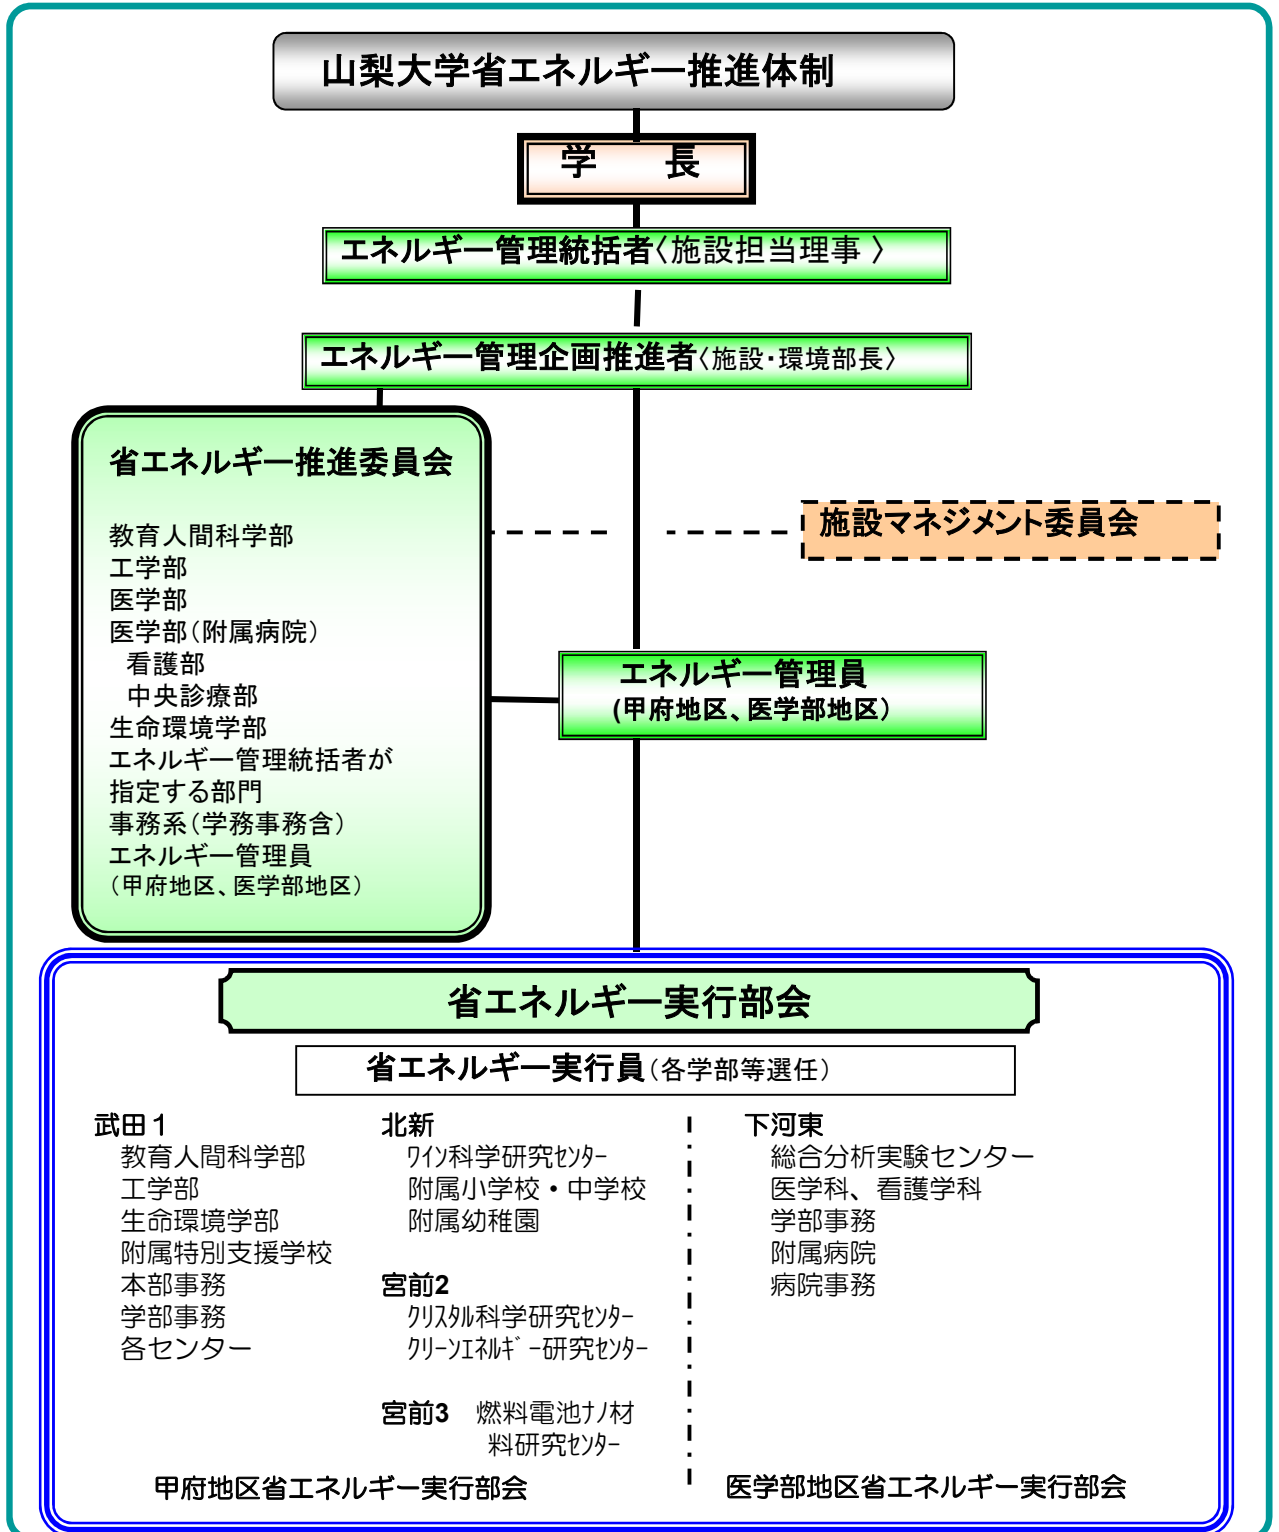 山梨大学省エネルギー推進体制
学　　長
エネルギー管理統括者〈施設担当理事 〉
エネルギー管理企画推進者〈施設・環境部長〉
省エネルギー推進委員会
教育人間科学部
工学部
医学部
医学部（附属病院）
看護部
中央診療部
生命環境学部
エネルギー管理統括者が
指定する部門
事務系（学務事務含）
エネルギー管理員
（甲府地区、医学部地区）
施設マネジメント委員会
エネルギー管理員
(甲府地区、医学部地区）
省エネルギー実行部会
省エネルギー実行員（各学部等選任）
武田１
教育人間科学部
工学部
生命環境学部
附属特別支援学校
本部事務
学部事務
各センター
北新
ﾜｲﾝ科学研究ｾﾝﾀｰ
附属小学校・中学校
附属幼稚園
宮前2
ｸﾘｽﾀﾙ科学研究ｾﾝﾀｰ
ｸﾘｰﾝｴﾈﾙｷﾞｰ研究ｾﾝﾀｰ
宮前3　燃料電池ﾅﾉ材
料研究ｾﾝﾀｰ
甲府地区省エネルギー実行部会
下河東
総合分析実験センター
医学科、看護学科
学部事務
附属病院
病院事務
医学部地区省エネルギー実行部会